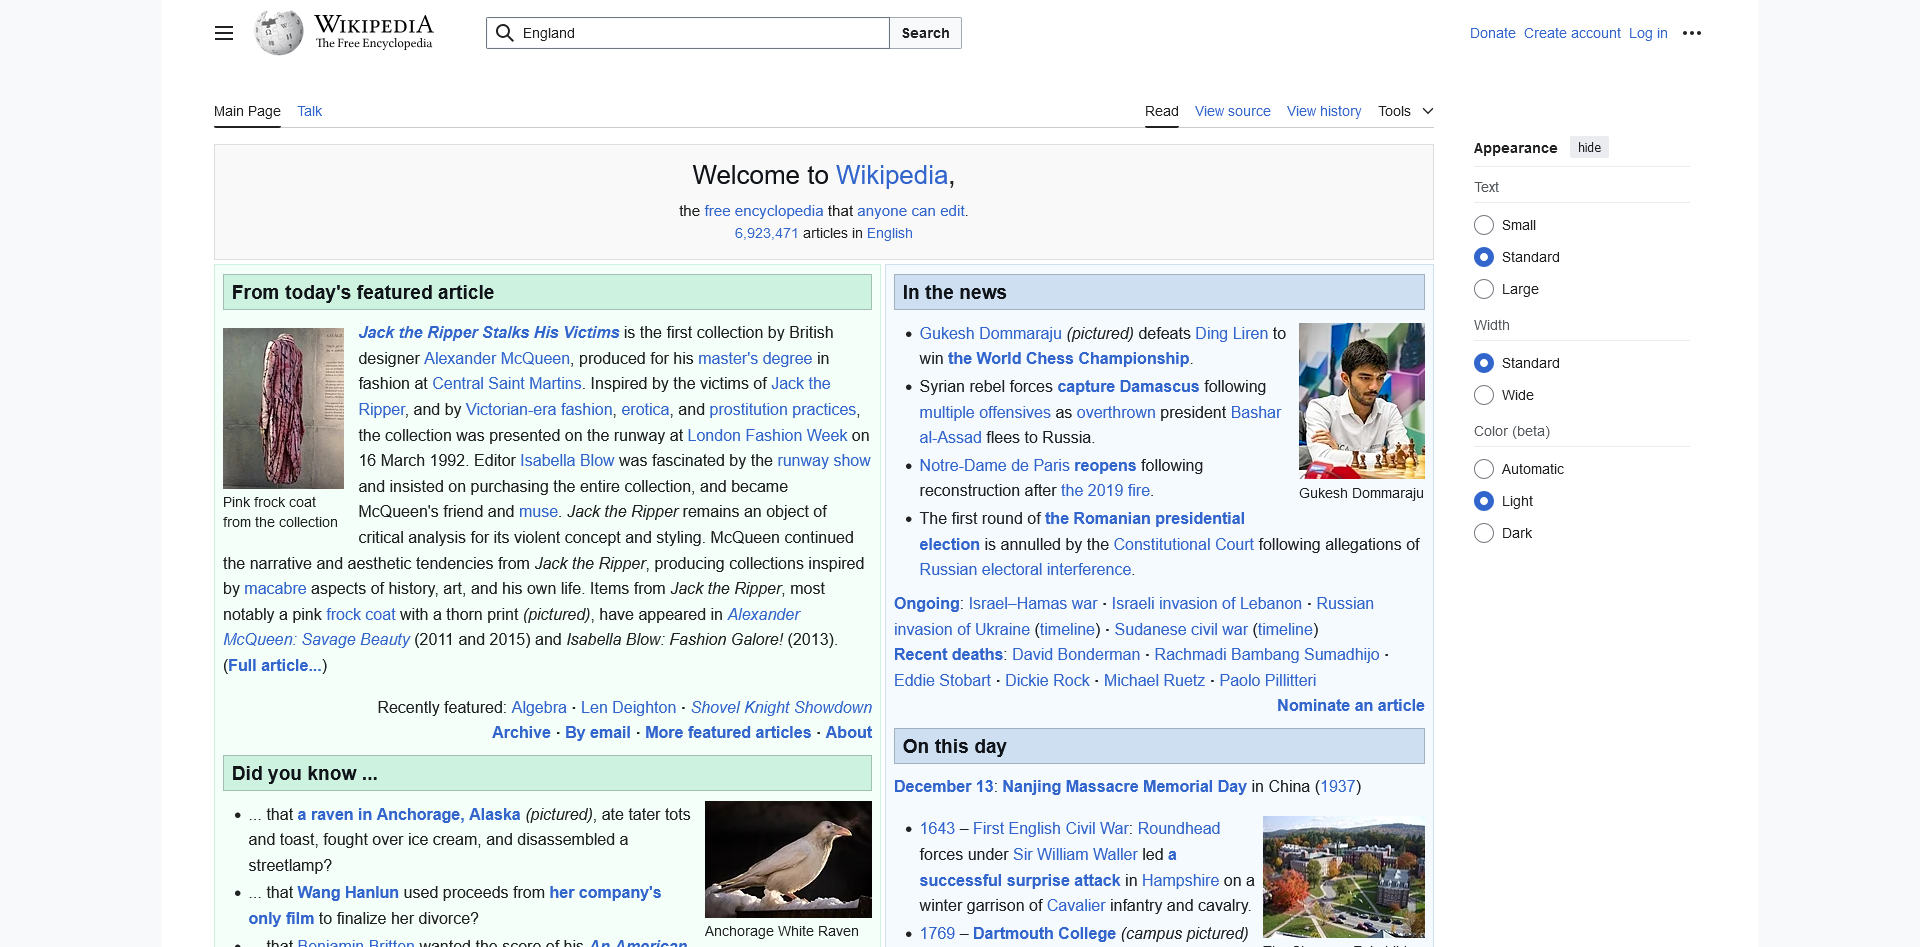 WIKIPEDIA
The Free Encyclopedia
England
Search
Donate Create account Log in
Main Page Talk
Read View source View history Tools
Welcome to Wikipedia,
the free encyclopedia that anyone can edit.
6,923,471 articles in English
From today's featured article
Jack the Ripper Stalks His Victims is the first collection by British
designer Alexander McQueen, produced for his master's degree in
fashion at Central Saint Martins. Inspired by the victims of Jack the
Ripper, and by Victorian-era fashion, erotica, and prostitution practices,
the collection was presented on the runway at London Fashion Week on
16 March 1992. Editor Isabella Blow was fascinated by the runway show
and insisted on purchasing the entire collection, and became
McQueen's friend and muse. Jack the Ripper remains an object of
critical analysis for its violent concept and styling. McQueen continued
the narrative and aesthetic tendencies from Jack the Ripper, producing collections inspired
by macabre aspects of history, art, and his own life. Items from Jack the Ripper, most
notably a pink frock coat with a thorn print (pictured), have appeared in Alexander
McQueen: Savage Beauty (2011 and 2015) and Isabella Blow: Fashion Galore! (2013).
(Full article...)
Pink frock coat
from the collection
Recently featured: Algebra · Len Deighton · Shovel Knight Showdown
Archive · By email · More featured articles · About
Did you know ...
... that a raven in Anchorage, Alaska (pictured), ate tater tots
and toast, fought over ice cream, and disassembled a
streetlamp?
... that Wang Hanlun used proceeds from her company's
only film to finalize her divorce?
... that Benjamin Britten wanted the score of his An American
Anchorage White Raven
In the news
Gukesh Dommaraju (pictured) defeats Ding Liren to
win the World Chess Championship.
Syrian rebel forces capture Damascus following
multiple offensives as overthrown president Bashar
al-Assad flees to Russia.
Notre-Dame de Paris reopens following
reconstruction after the 2019 fire.
The first round of the Romanian presidential
election is annulled by the Constitutional Court following allegations of
Russian electoral interference.
Gukesh Dommaraju
Ongoing: Israel–Hamas war · Israeli invasion of Lebanon · Russian
invasion of Ukraine (timeline) · Sudanese civil war (timeline)
Recent deaths: David Bonderman · Rachmadi Bambang Sumadhijo ·
Eddie Stobart · Dickie Rock · Michael Ruetz · Paolo Pillitteri
Nominate an article
On this day
December 13: Nanjing Massacre Memorial Day in China (1937)
1643 – First English Civil War: Roundhead
forces under Sir William Waller led a
successful surprise attack in Hampshire on a
winter garrison of Cavalier infantry and cavalry.
1769 – Dartmouth College (campus pictured)
Appearance hide
Text
Small
Standard
Large
Width
Standard
Wide
Color (beta)
Automatic
Light
Dark